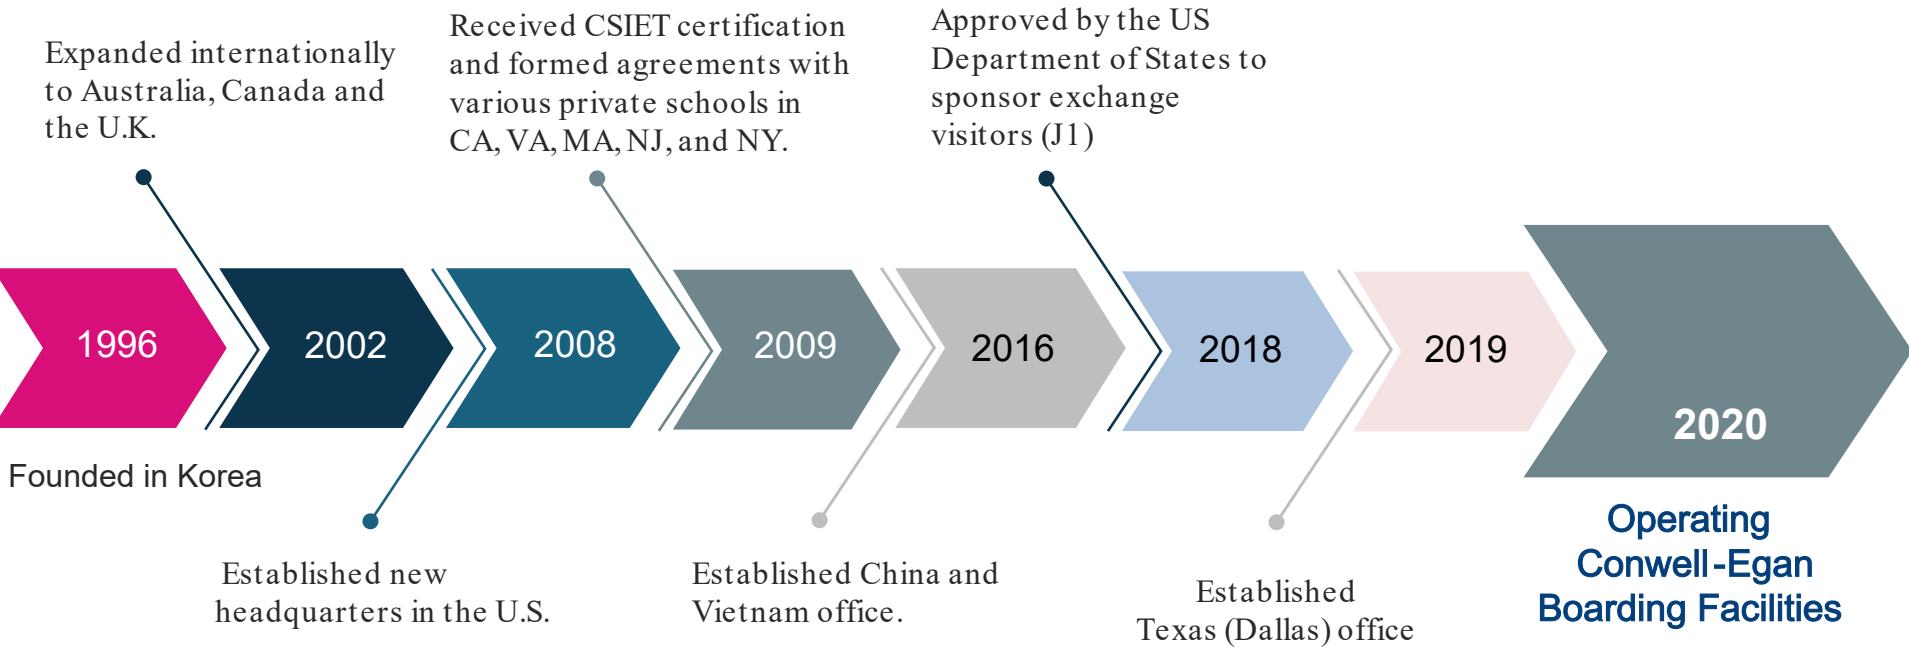 Expanded internationally
to Australia, Canada and
the U.K.
Received CSIET certification
and formed agreements with
various private schools in
CA, VA, MA, NJ, and NY.
Approved by the US
Department of States to
sponsor exchange
visitors (J1)
1996
2002
2008
2009
2016
2018
2019
2020
Founded in Korea
Established new
headquarters in the U.S.
Established China and
Vietnam office.
Established
Texas (Dallas) office
Operating
Conwell-Egan
Boarding Facilities